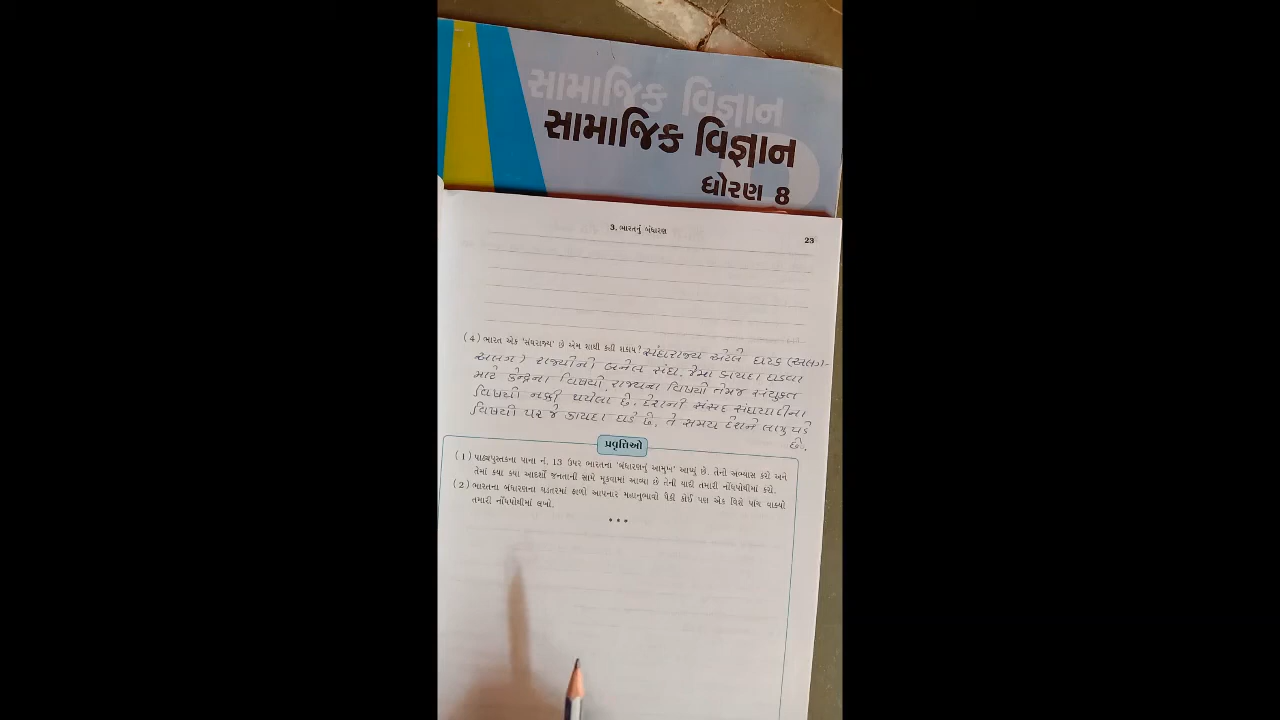 સામાજિક વિજ્ઞાન
સામાજિક વિજ્ઞાન
ધોરણ 8
3. ભારતનું બંધારણ
23
(4) ભારત એક 'સંઘરાજ્ય' છે એમ શાથી કહી શકાય? સંઘરાજ્ય એટલે ઘટક (અલગ-
અલગ) રાજ્યોનો બનેલ સંઘ. જેમાં કાયદા ઘડવા
માટે કેન્દ્રના વિષયો, રાજ્યના વિષયો તેમજ સંયુક્ત
વિષયો નક્કી થયેલા છે. દેશની સંસદ સંઘયાદીના
વિષયો પર જે કાયદા ઘડે છે, તે સમગ્ર દેશને લાગુ પડે
છે.
પ્રવૃત્તિઓ
(1) પાઠ્યપુસ્તકના પાના નં. 13 ઉપર ભારતના 'બંધારણનું આમુખ' આપ્યું છે. તેનો અભ્યાસ કરો અને
તેમાં કયા કયા આદર્શો જનતાની સામે મૂકવામાં આવ્યા છે તેની યાદી તમારી નોંધપોથીમાં કરો.
(2) ભારતના બંધારણના ઘડતરમાં ફાળો આપનાર મહાનુભાવો પૈકી કોઈ પણ એક વિશે પાંચ વાક્યો
તમારી નોંધપોથીમાં લખો.